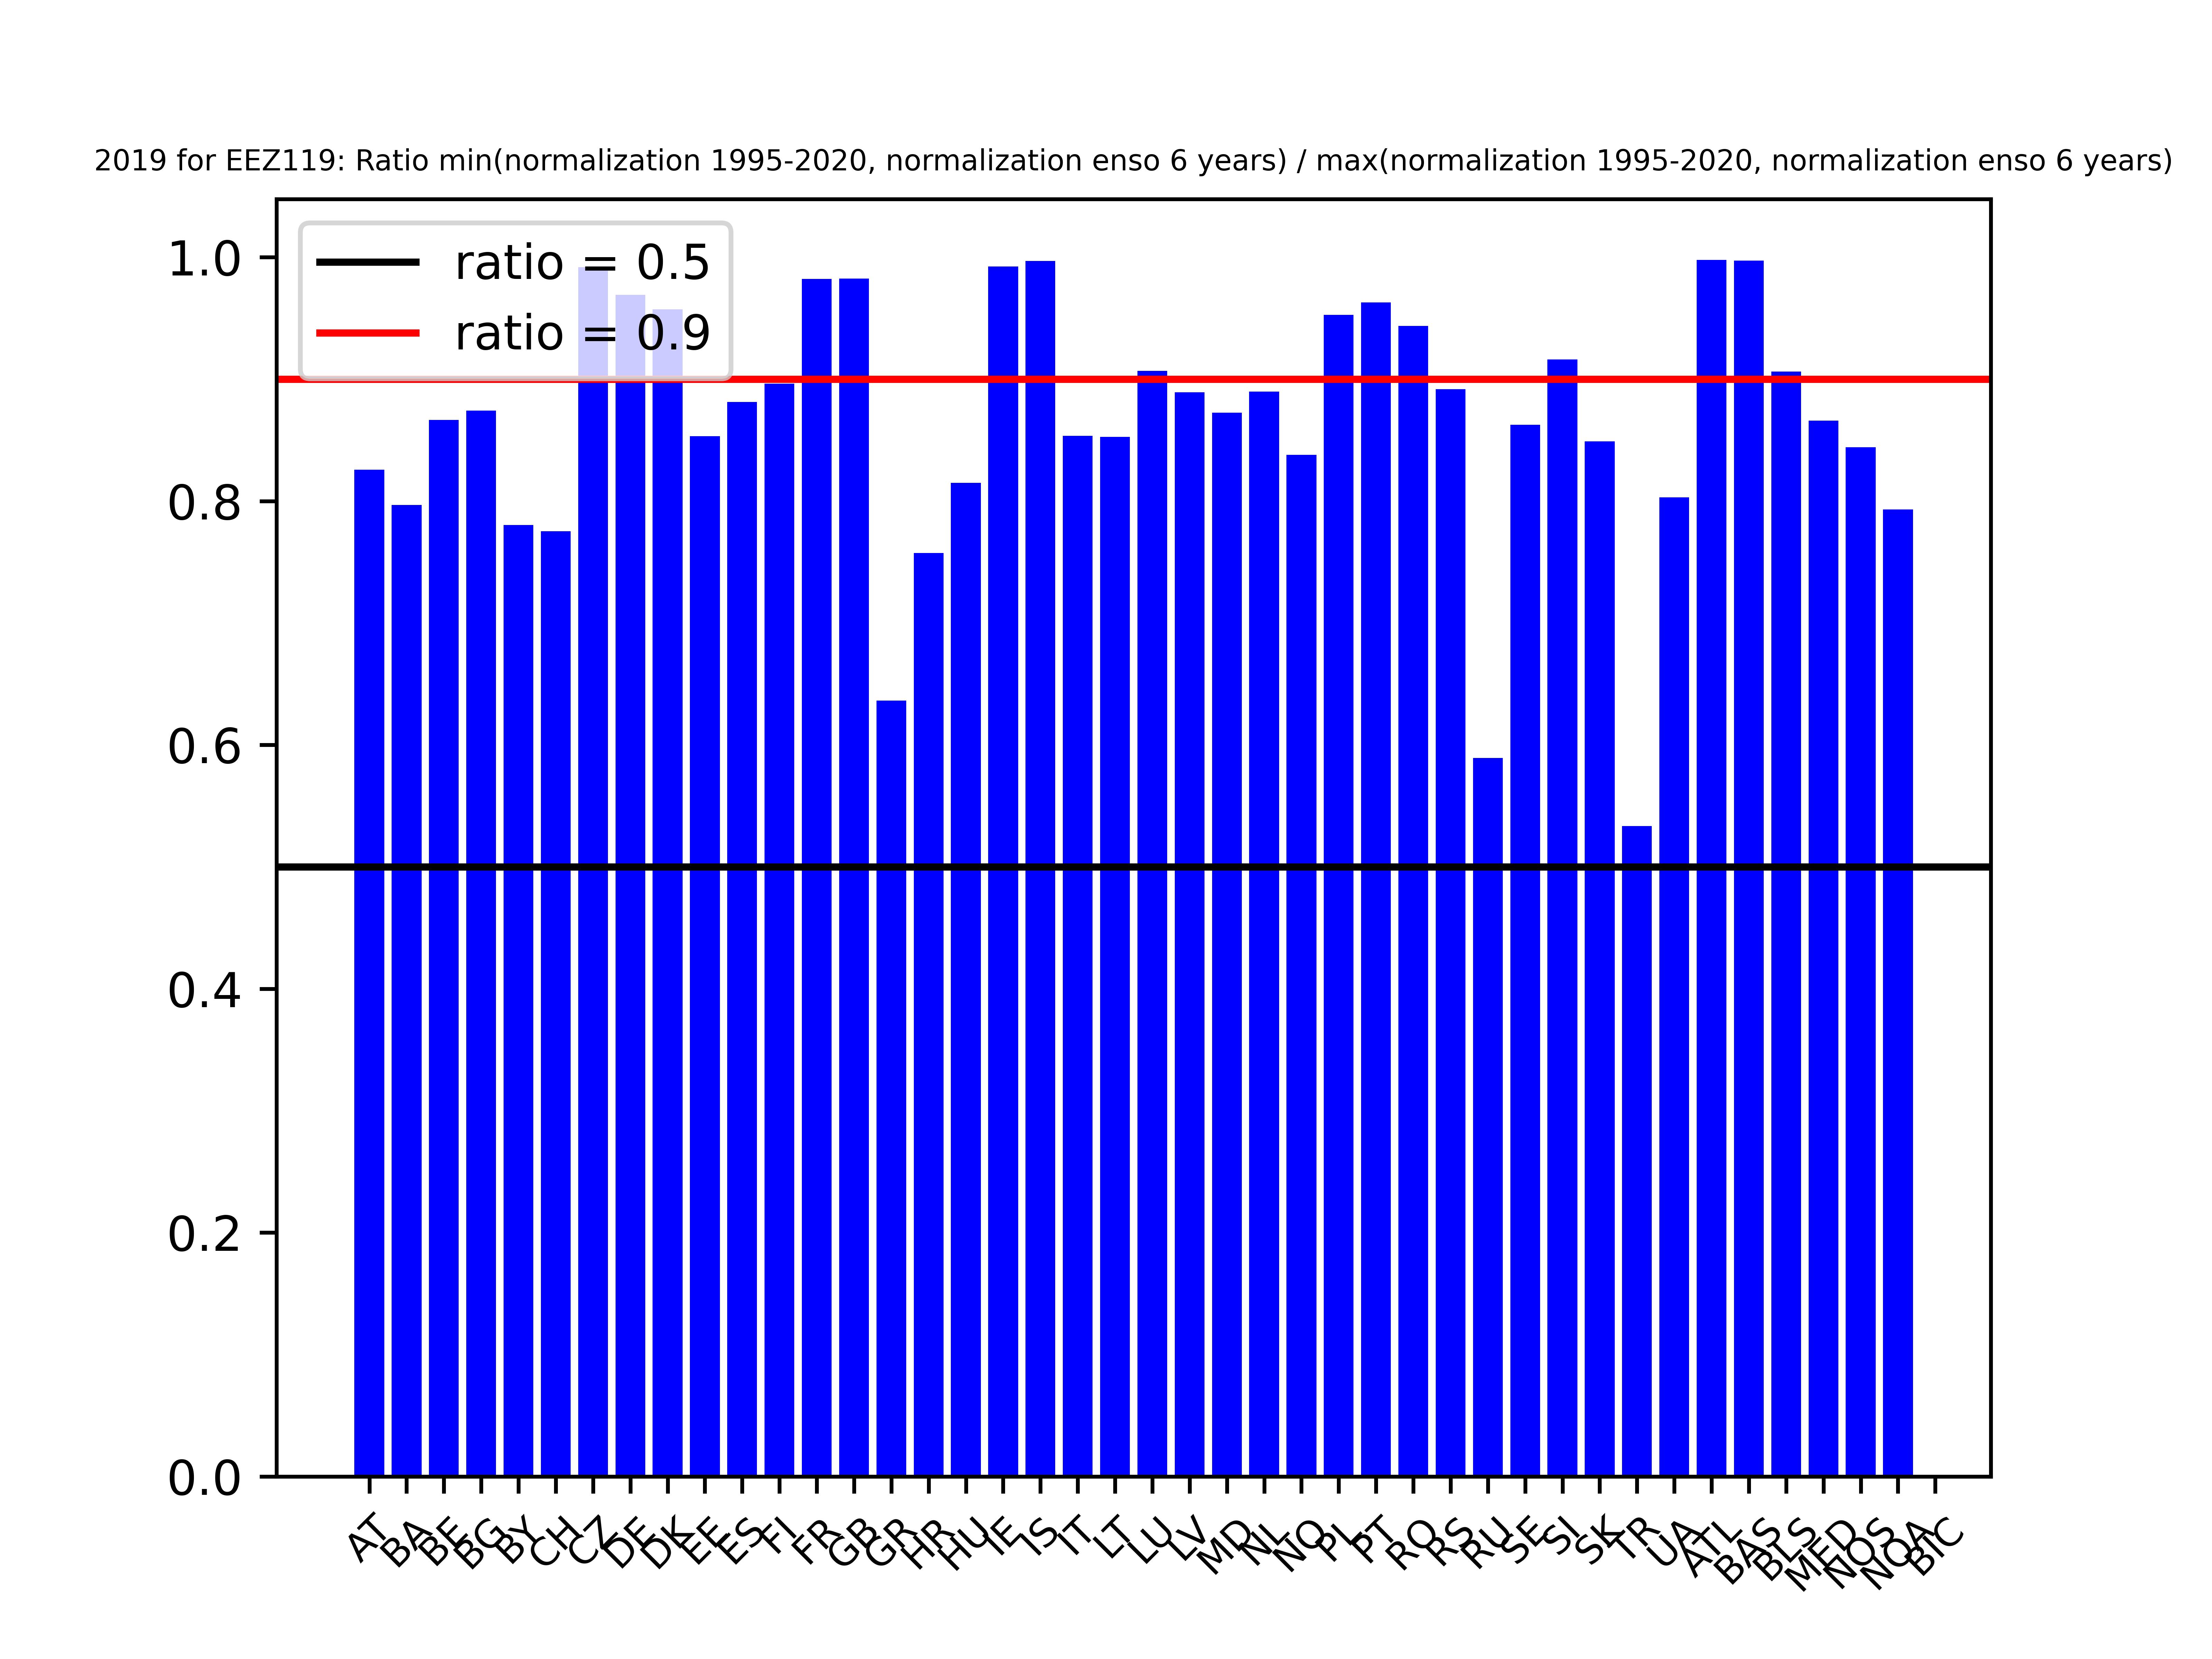 2019 for EEZ119: Ratio min(normalization 1995-2020, normalization enso 6 years) / max(normalization 1995-2020, normalization enso 6 years)
ratio = 0.5
ratio = 0.9
1.0
0.8
0.6
0.4
0.2
0.0
AT BA BE BG BY CH CZ DE DK EE ES FI FR GB GR HR HU IE IS IT LT LU LV MD NL NO PL PT RO RS RU SE SI SK TR UA ATL BAS BLS MED NOS NOA BIC